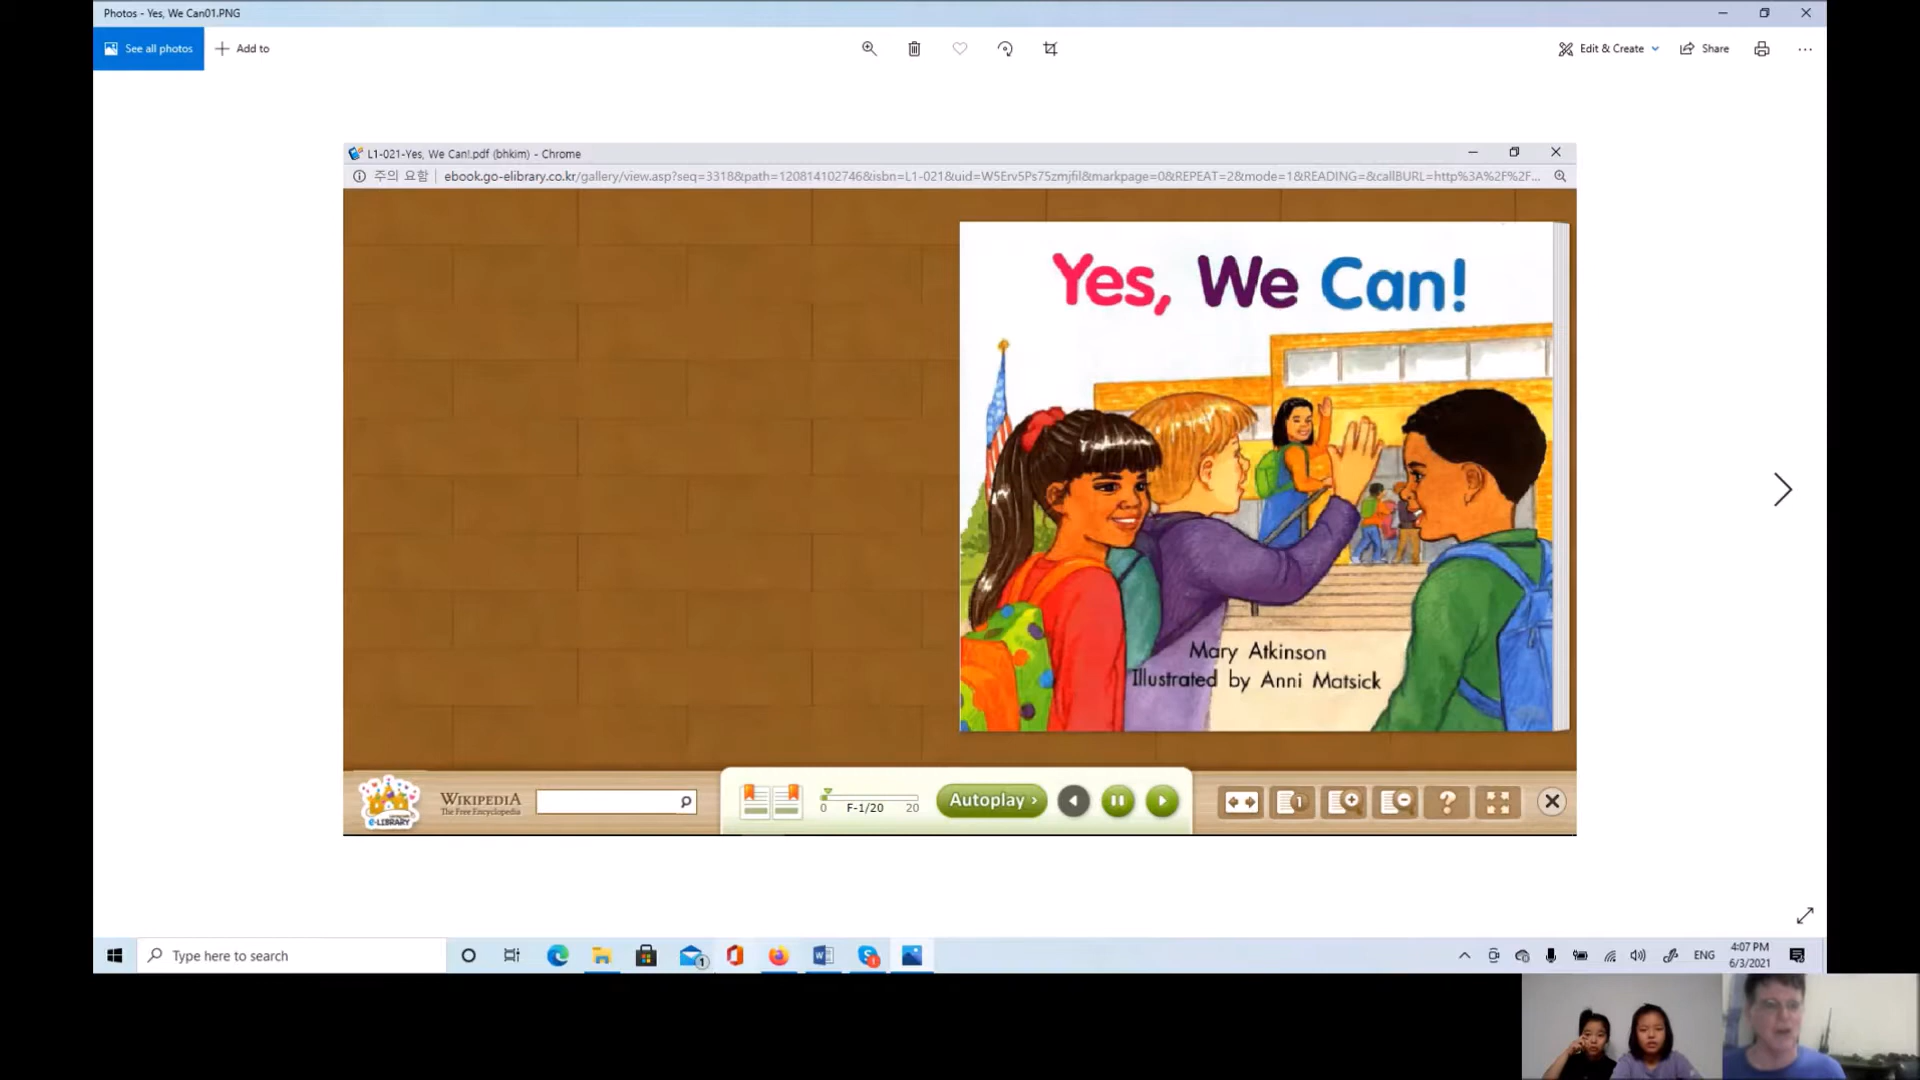 Photos - Yes, We Can01.PNG
See all photos
Add to
Edit & Create
Share
L1-021-Yes, We Can!.pdf (bhkim) - Chrome
주의 요함 | ebook.go-elibrary.co.kr/gallery/view.asp?seq=3318&path=120814102746&isbn=L1-021&uid=W5Erv5Ps75zmjfil&markpage=0&REPEAT=2&mode=1&READING=&callBURL=http%3A%2F%2F...
Yes, We Can!
Mary Atkinson
Illustrated by Anni Matsick
e-LIBRARY
WIKIPEDIA
The Free Encyclopedia
0 F-1/20 20
Autoplay ›
1
?
Type here to search
1
ENG
4:07 PM
6/3/2021